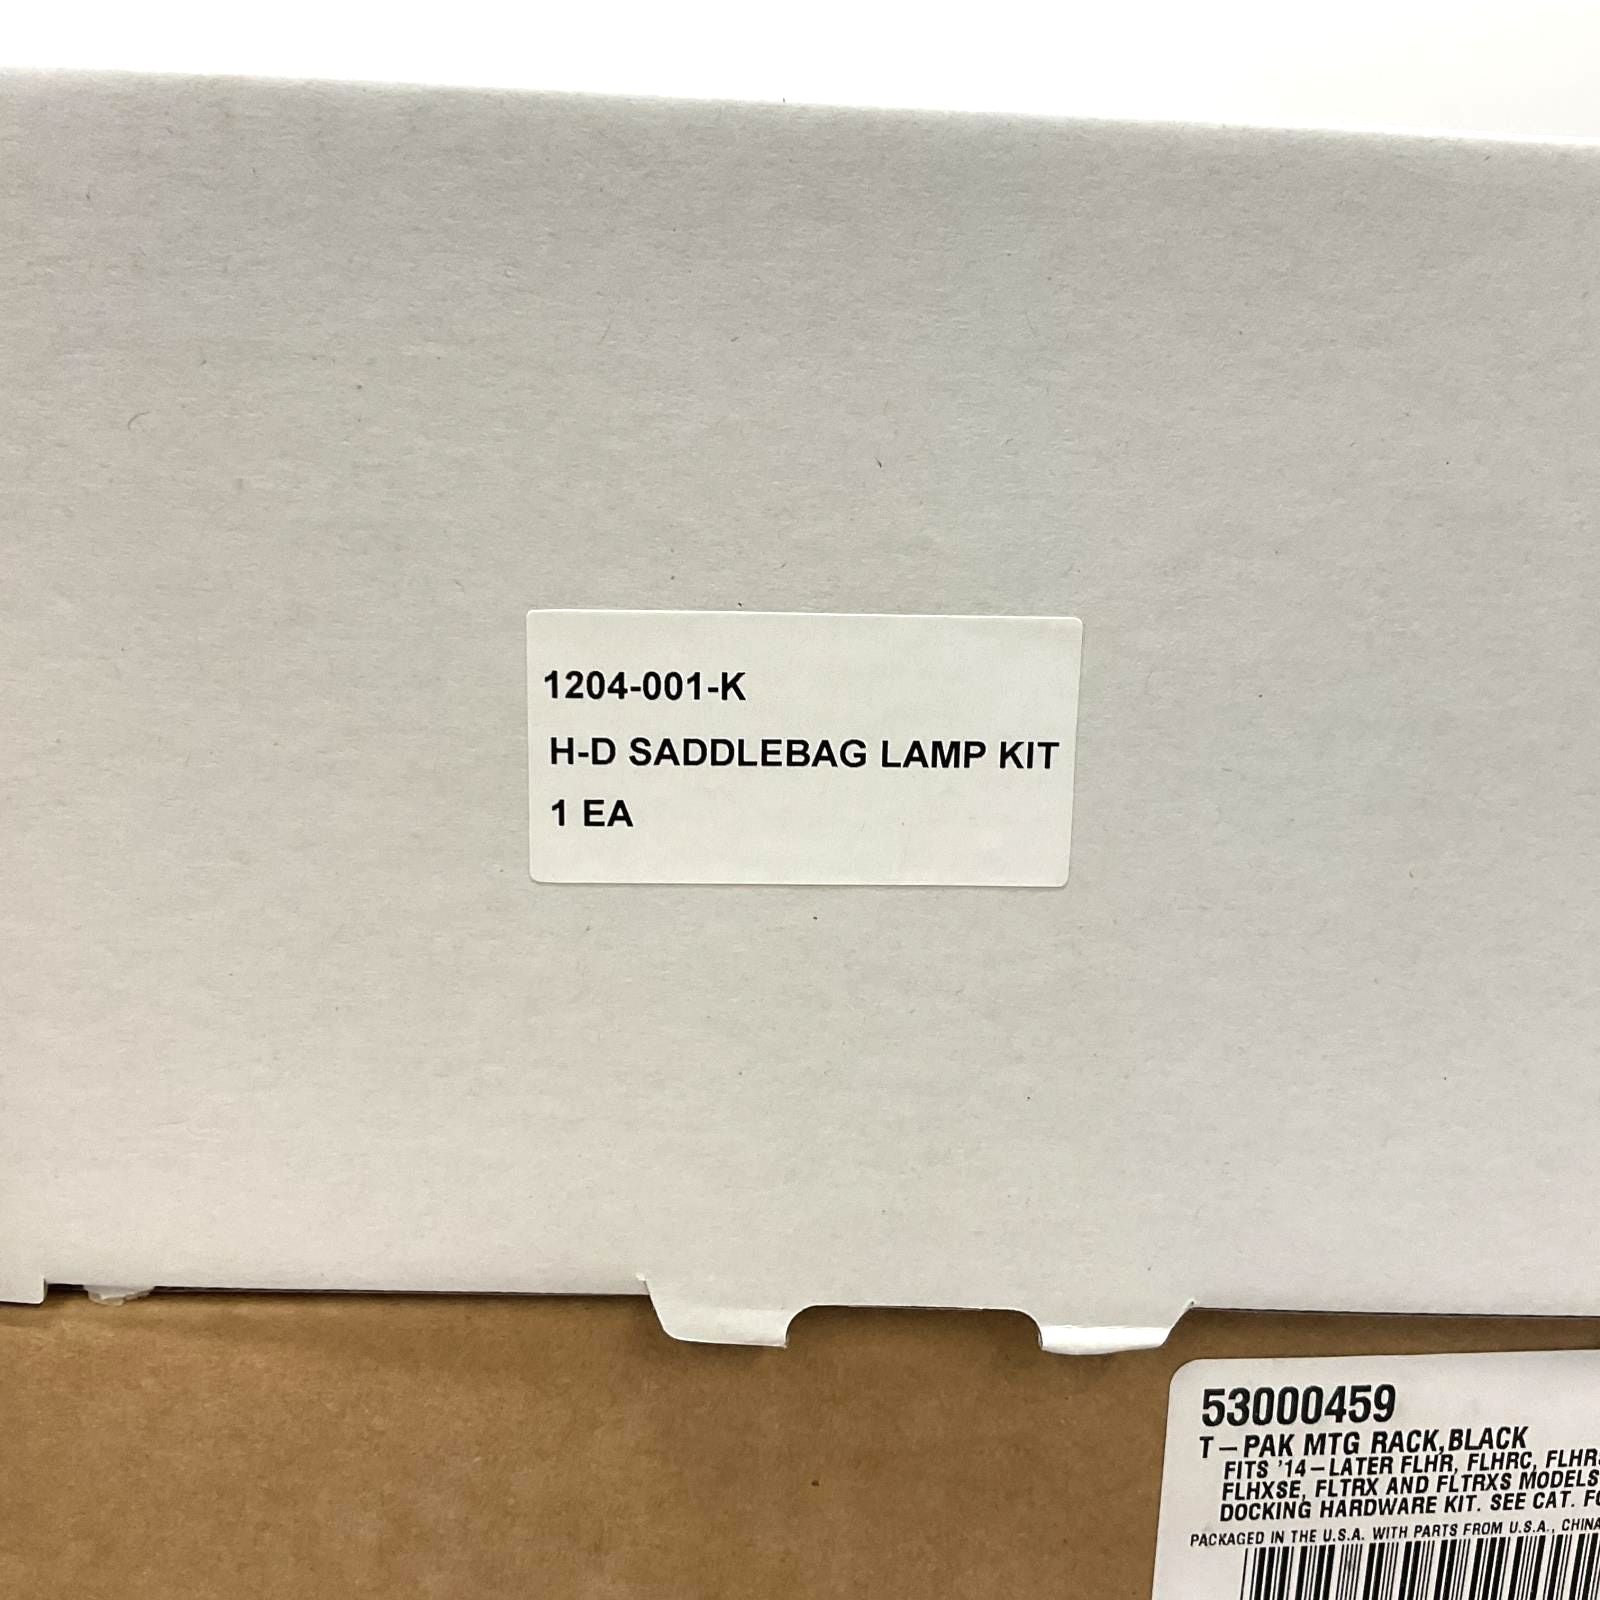 1204-001-K
H-D SADDLEBAG LAMP KIT
1 EA
53000459
T-PAK MTG RACK,BLACK
FITS '14-LATER FLHR, FLHRC,
FLHXSE, FLTRX AND FLTRXS MODELS
DOCKING HARDWARE KIT. SEE CAT.
PACKAGED IN THE U.S.A. WITH PARTS FROM U.S.A., CHINA